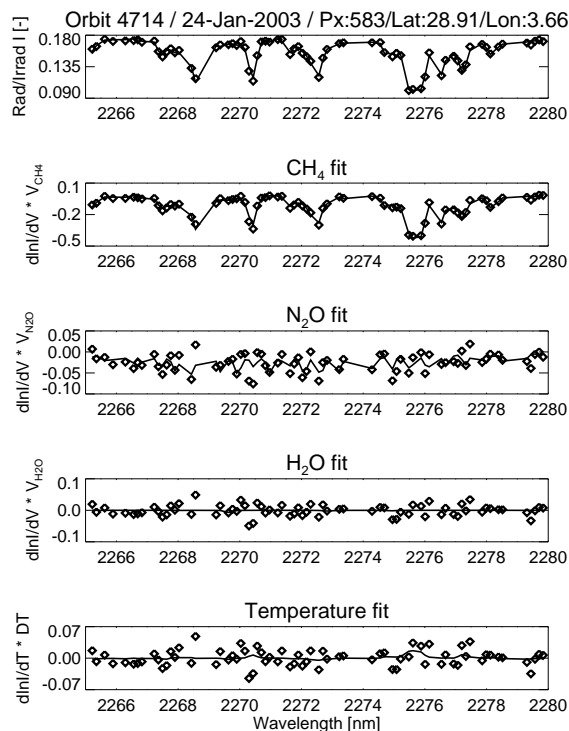 Orbit 4714 / 24-Jan-2003 / Px:583/Lat:28.91/Lon:3.66
Rad/Irrad I [-]
0.180
0.135
0.090
2266 2268 2270 2272 2274 2276 2278 2280
CH4 fit
dlnI/dV * VCH4
0.1
-0.2
-0.5
2266 2268 2270 2272 2274 2276 2278 2280
N2O fit
dlnI/dV * VN2O
0.05
0.00
-0.05
-0.10
2266 2268 2270 2272 2274 2276 2278 2280
H2O fit
dlnI/dV * VH2O
0.1
0.0
-0.1
2266 2268 2270 2272 2274 2276 2278 2280
Temperature fit
dlnI/dT * DT
0.07
0.00
-0.07
2266 2268 2270 2272 2274 2276 2278 2280
Wavelength [nm]